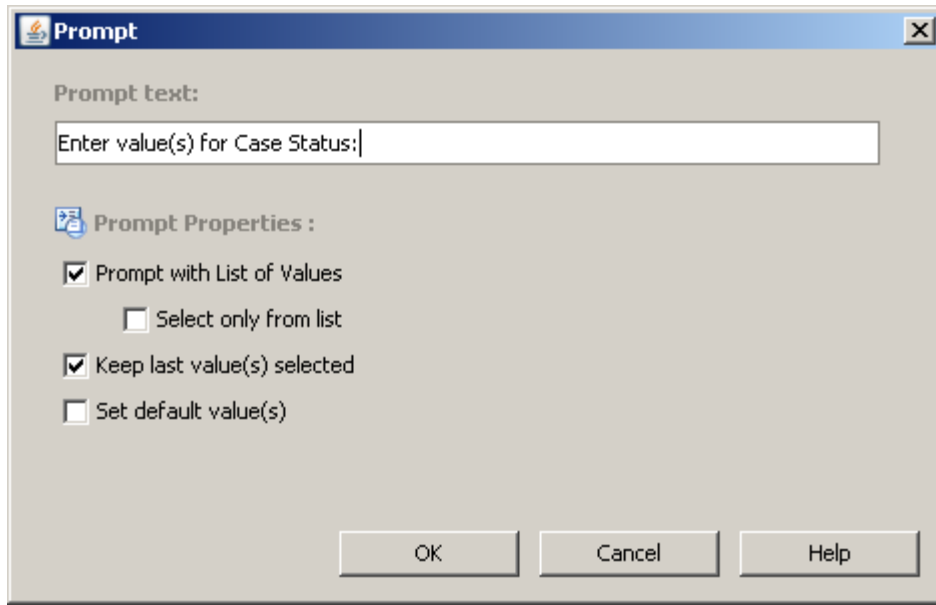 Prompt
Prompt text:
Enter value(s) for Case Status:
Prompt Properties :
Prompt with List of Values
Select only from list
Keep last value(s) selected
Set default value(s)
OK Cancel Help